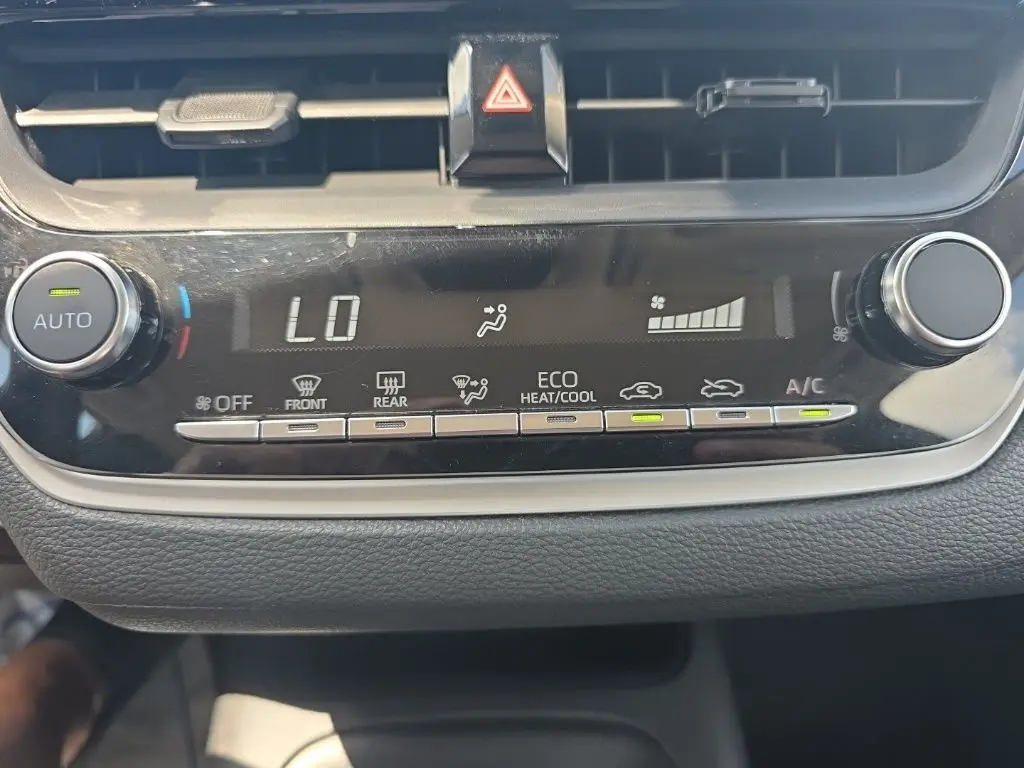 LO
AUTO
OFF
FRONT
REAR
ECO
HEAT/COOL
A/C